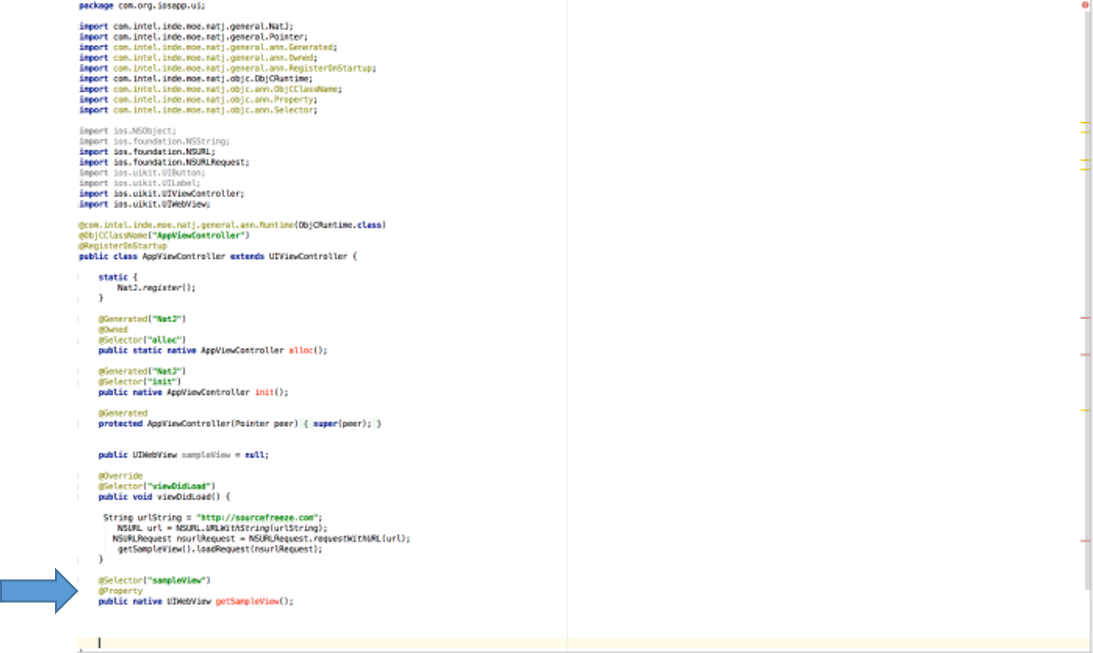 package com.org.iosapp.ui;
import com.intel.inde.moe.natj.general.NatJ;
import com.intel.inde.moe.natj.general.Pointer;
import com.intel.inde.moe.natj.general.ann.Generated;
import com.intel.inde.moe.natj.general.ann.Owned;
import com.intel.inde.moe.natj.general.ann.RegisterOnStartup;
import com.intel.inde.moe.natj.objc.ObjCRuntime;
import com.intel.inde.moe.natj.objc.ann.ObjCClassName;
import com.intel.inde.moe.natj.objc.ann.Property;
import com.intel.inde.moe.natj.objc.ann.Selector;
import ios.NSObject;
import ios.foundation.NSString;
import ios.foundation.NSURL;
import ios.foundation.NSURLRequest;
import ios.uikit.UIButton;
import ios.uikit.UILabel;
import ios.uikit.UIViewController;
import ios.uikit.UIWebView;
@com.intel.inde.moe.natj.general.ann.Runtime(ObjCRuntime.class)
@ObjCClassName("AppViewController")
@RegisterOnStartup
public class AppViewController extends UIViewController {
static {
NatJ.register();
}
@Generated("NatJ")
@Owned
@Selector("alloc")
public static native AppViewController alloc();
@Generated("NatJ")
@Selector("init")
public native AppViewController init();
@Generated
protected AppViewController(Pointer peer) { super(peer); }
public UIWebView sampleView = null;
@Override
@Selector("viewDidLoad")
public void viewDidLoad() {
String urlString = "http://sourcefreeze.com";
NSURL url = NSURL.URLWithString(urlString);
NSURLRequest nsurlRequest = NSURLRequest.requestWithURL(url);
getSampleView().loadRequest(nsurlRequest);
}
@Selector("sampleView")
@Property
public native UIWebView getSampleView();